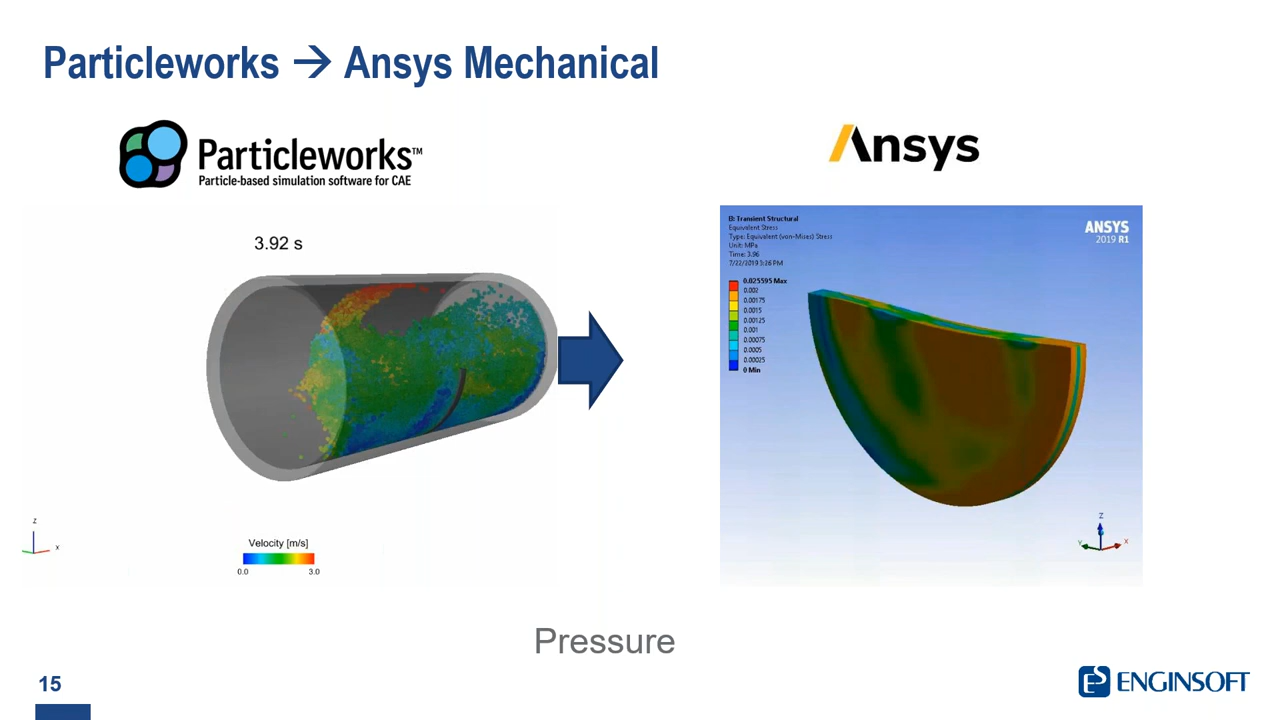 Particleworks → Ansys Mechanical
Particleworks™
Particle-based simulation software for CAE
Ansys
3.92 s
z
x
Velocity [m/s]
0.0 3.0
B: Transient Structural
Equivalent Stress
Type: Equivalent (von-Mises) Stress
Unit: MPa
Time: 3.96
7/22/2019 3:26 PM
0.025595 Max
0.002
0.00175
0.0015
0.00125
0.001
0.00075
0.0005
0.00025
0 Min
ANSYS
2019 R1
Z
Y
X
Pressure
15
ENGINSOFT